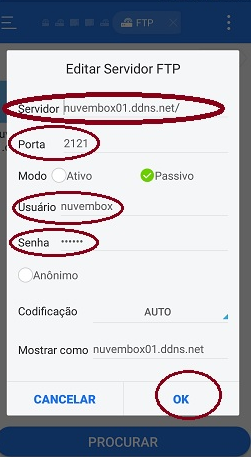 FTP
Editar Servidor FTP
Servidor nuvembox01.ddns.net/
Porta 2121
Modo Ativo Passivo
Usuário nuvembox
Senha ••••••
Anônimo
Codificação AUTO
Mostrar como nuvembox01.ddns.net
CANCELAR OK
PROCURAR